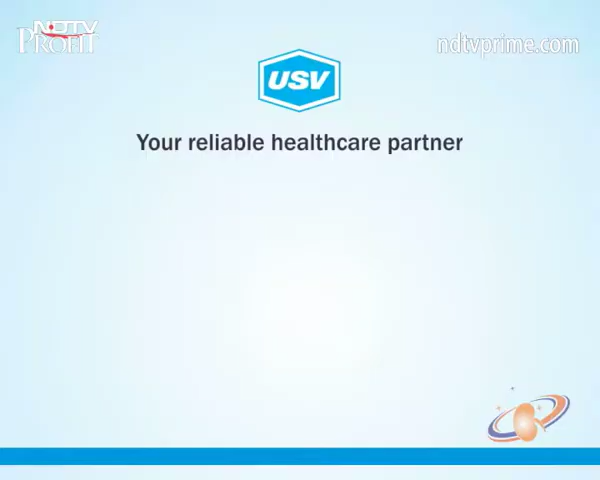 NDTV
PROFIT
ndtvprime.com
USV
Your reliable healthcare partner